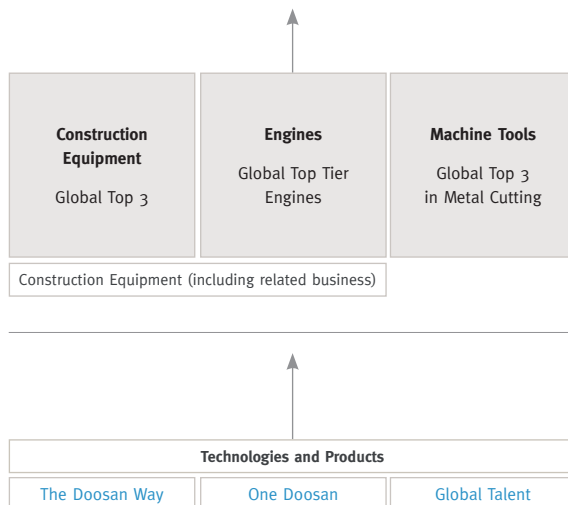 Construction
Equipment
Global Top 3
Engines
Global Top Tier
Engines
Machine Tools
Global Top 3
in Metal Cutting
Construction Equipment (including related business)
Technologies and Products
The Doosan Way
One Doosan
Global Talent